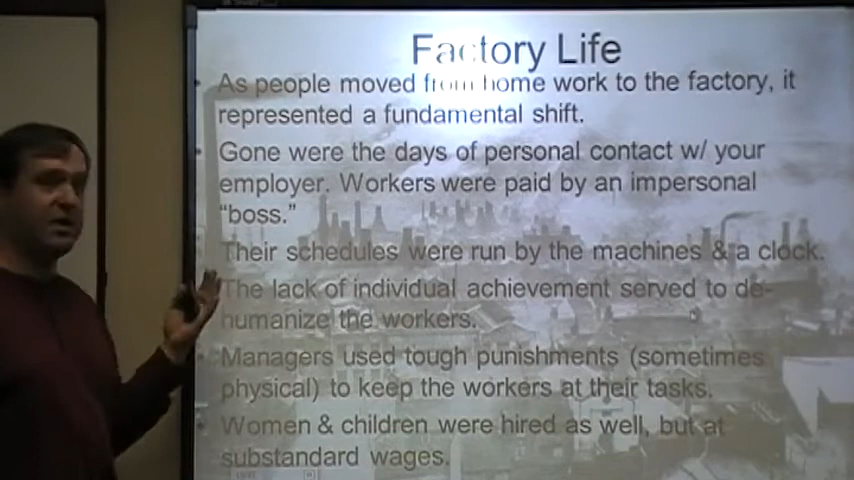 Factory Life
As people moved from home work to the factory, it
represented a fundamental shift.
Gone were the days of personal contact w/ your
employer. Workers were paid by an impersonal
“boss.”
Their schedules were run by the machines & a clock.
The lack of individual achievement served to de-
humanize the workers.
Managers used tough punishments (sometimes
physical) to keep the workers at their tasks.
Women & children were hired as well, but at
substandard wages.